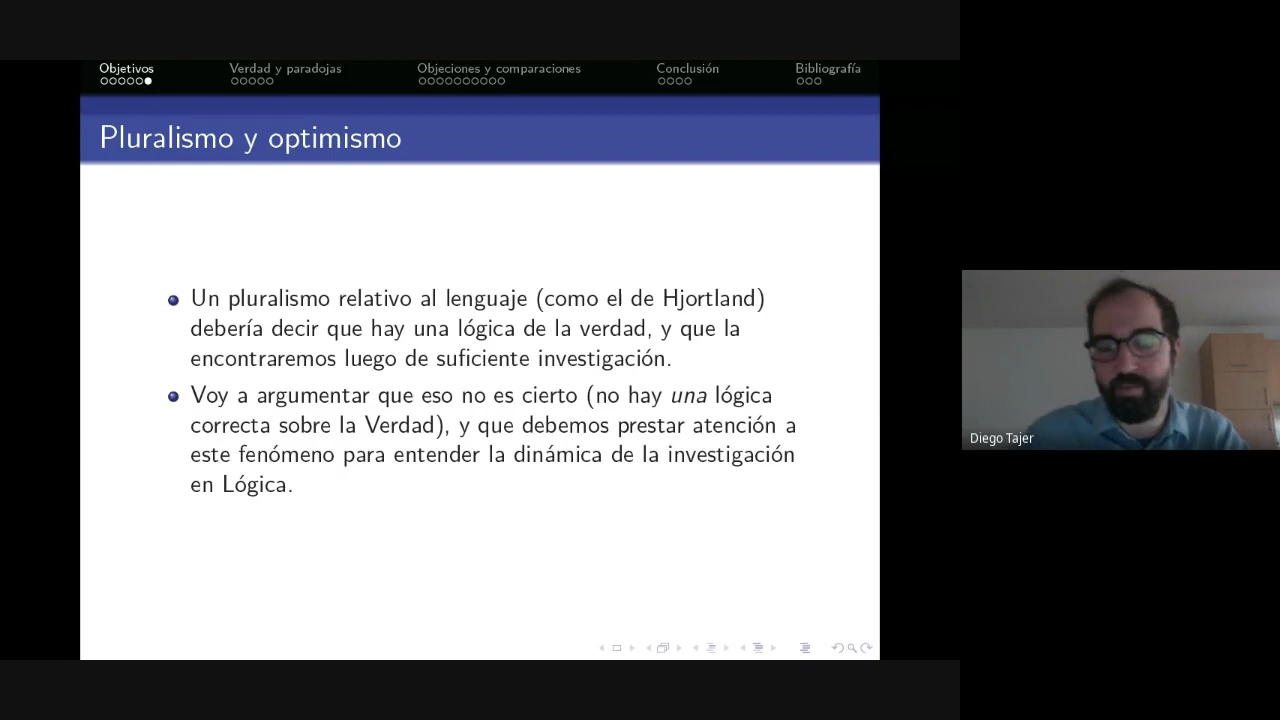 Objetivos
Verdad y paradojas
Objeciones y comparaciones
Conclusión
Bibliografía
Pluralismo y optimismo
Un pluralismo relativo al lenguaje (como el de Hjortland)
debería decir que hay una lógica de la verdad, y que la
encontraremos luego de suficiente investigación.
Voy a argumentar que eso no es cierto (no hay una lógica
correcta sobre la Verdad), y que debemos prestar atención a
este fenómeno para entender la dinámica de la investigación
en Lógica.
Diego Tajer